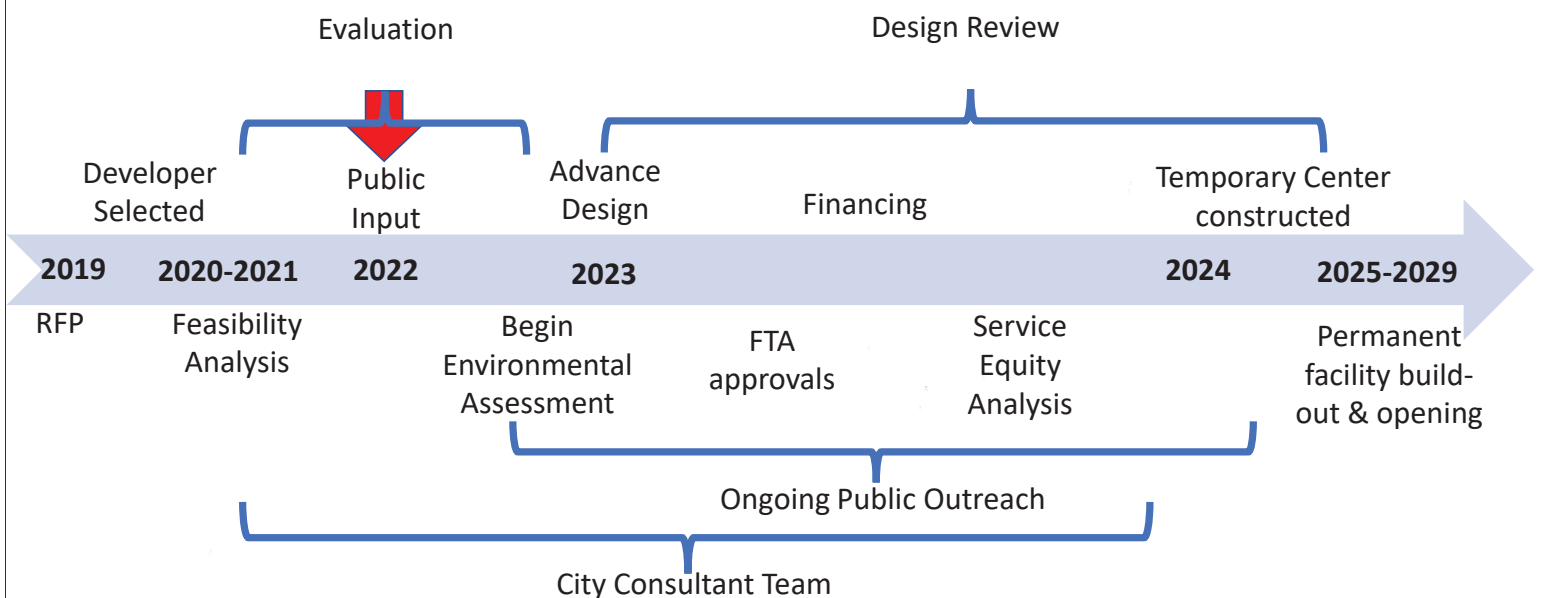 Evaluation
Design Review
Developer
Selected
Public
Input
Advance
Design
Financing
Temporary Center
constructed
2019
2020-2021
2022
2023
2024
2025-2029
RFP
Feasibility
Analysis
Begin
Environmental
Assessment
FTA
approvals
Service
Equity
Analysis
Permanent
facility build-
out & opening
Ongoing Public Outreach
City Consultant Team